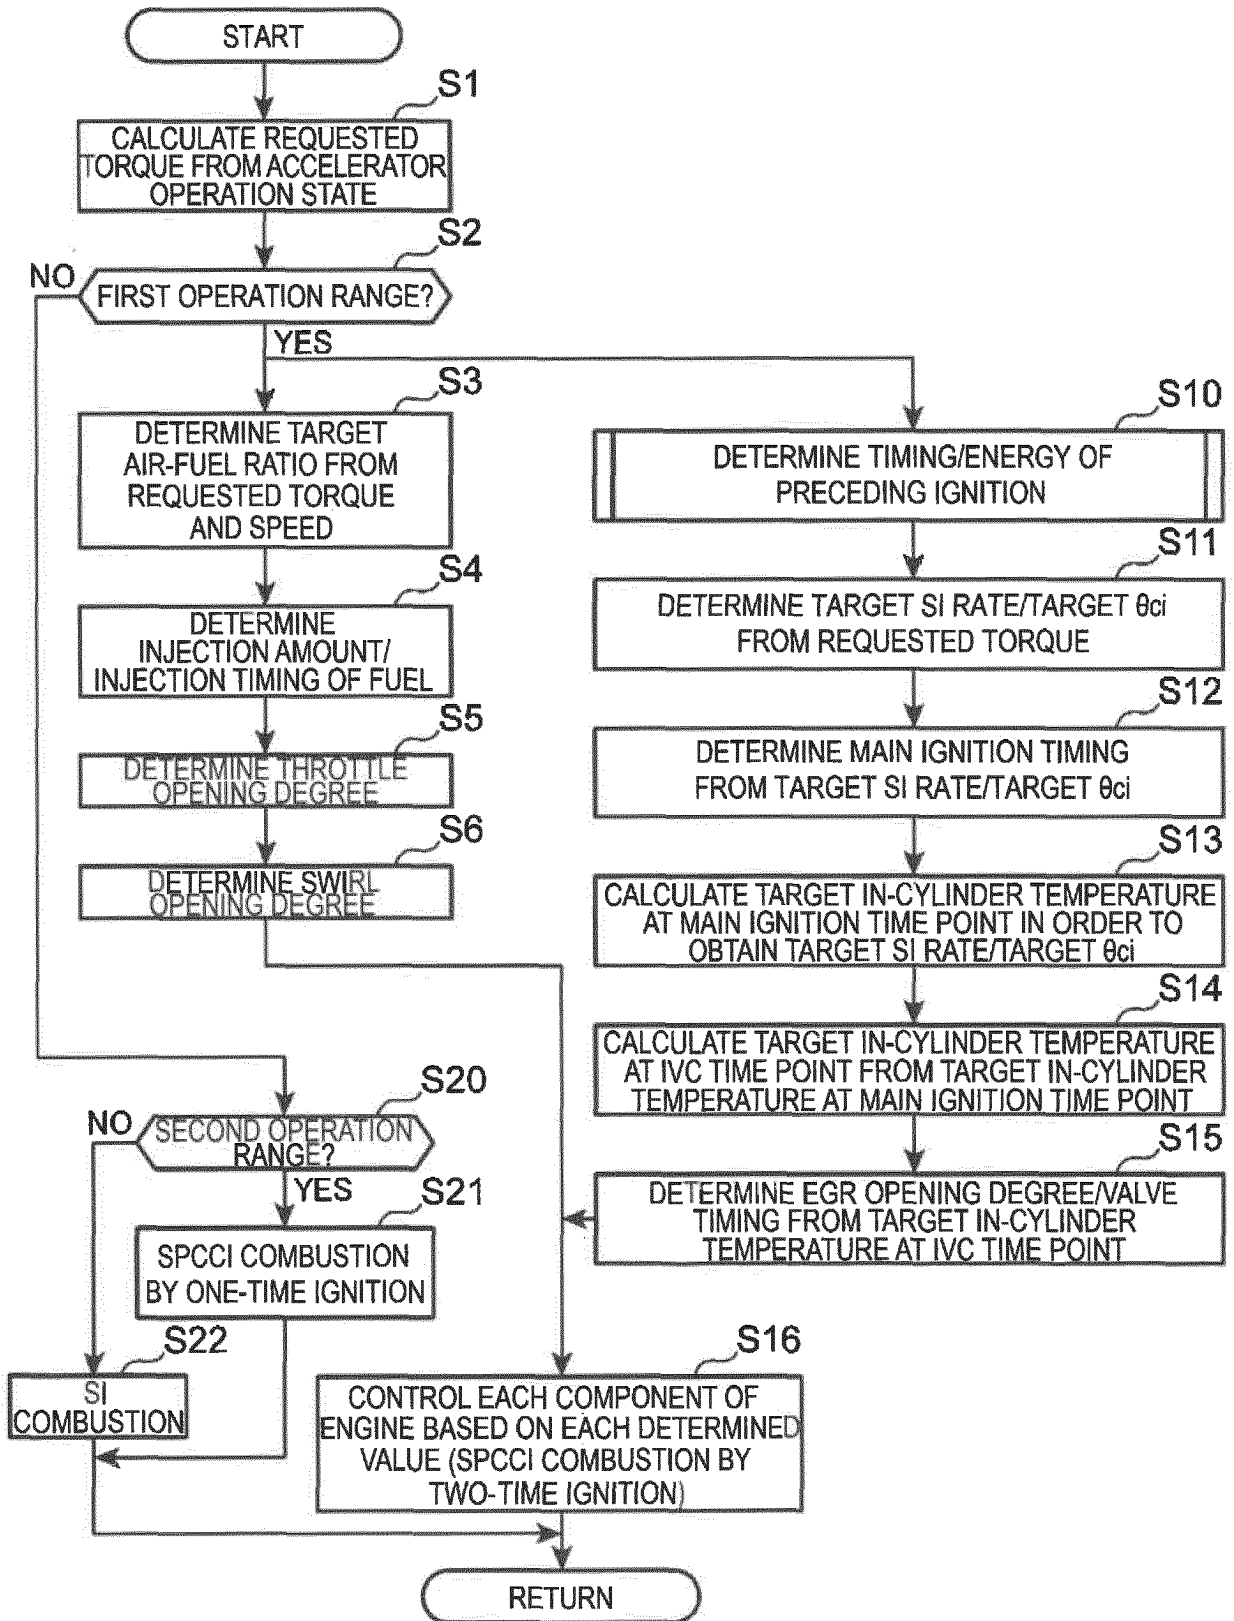 START
S1
CALCULATE REQUESTED
TORQUE FROM ACCELERATOR
OPERATION STATE
S2
NO
FIRST OPERATION RANGE?
YES
S3
DETERMINE TARGET
AIR-FUEL RATIO FROM
REQUESTED TORQUE
AND SPEED
S4
DETERMINE
INJECTION AMOUNT/
INJECTION TIMING OF FUEL
S5
DETERMINE THROTTLE
OPENING DEGREE
S6
DETERMINE SWIRL
OPENING DEGREE
S10
DETERMINE TIMING/ENERGY OF
PRECEDING IGNITION
S11
DETERMINE TARGET SI RATE/TARGET θci
FROM REQUESTED TORQUE
S12
DETERMINE MAIN IGNITION TIMING
FROM TARGET SI RATE/TARGET θci
S13
CALCULATE TARGET IN-CYLINDER TEMPERATURE
AT MAIN IGNITION TIME POINT IN ORDER TO
OBTAIN TARGET SI RATE/TARGET θci
S14
CALCULATE TARGET IN-CYLINDER TEMPERATURE
AT IVC TIME POINT FROM TARGET IN-CYLINDER
TEMPERATURE AT MAIN IGNITION TIME POINT
S15
DETERMINE EGR OPENING DEGREE/VALVE
TIMING FROM TARGET IN-CYLINDER
TEMPERATURE AT IVC TIME POINT
S20
NO
SECOND OPERATION
RANGE?
YES
S21
SPCCI COMBUSTION
BY ONE-TIME IGNITION
S22
SI
COMBUSTION
S16
CONTROL EACH COMPONENT OF
ENGINE BASED ON EACH DETERMINED
VALUE (SPCCI COMBUSTION BY
TWO-TIME IGNITION)
RETURN